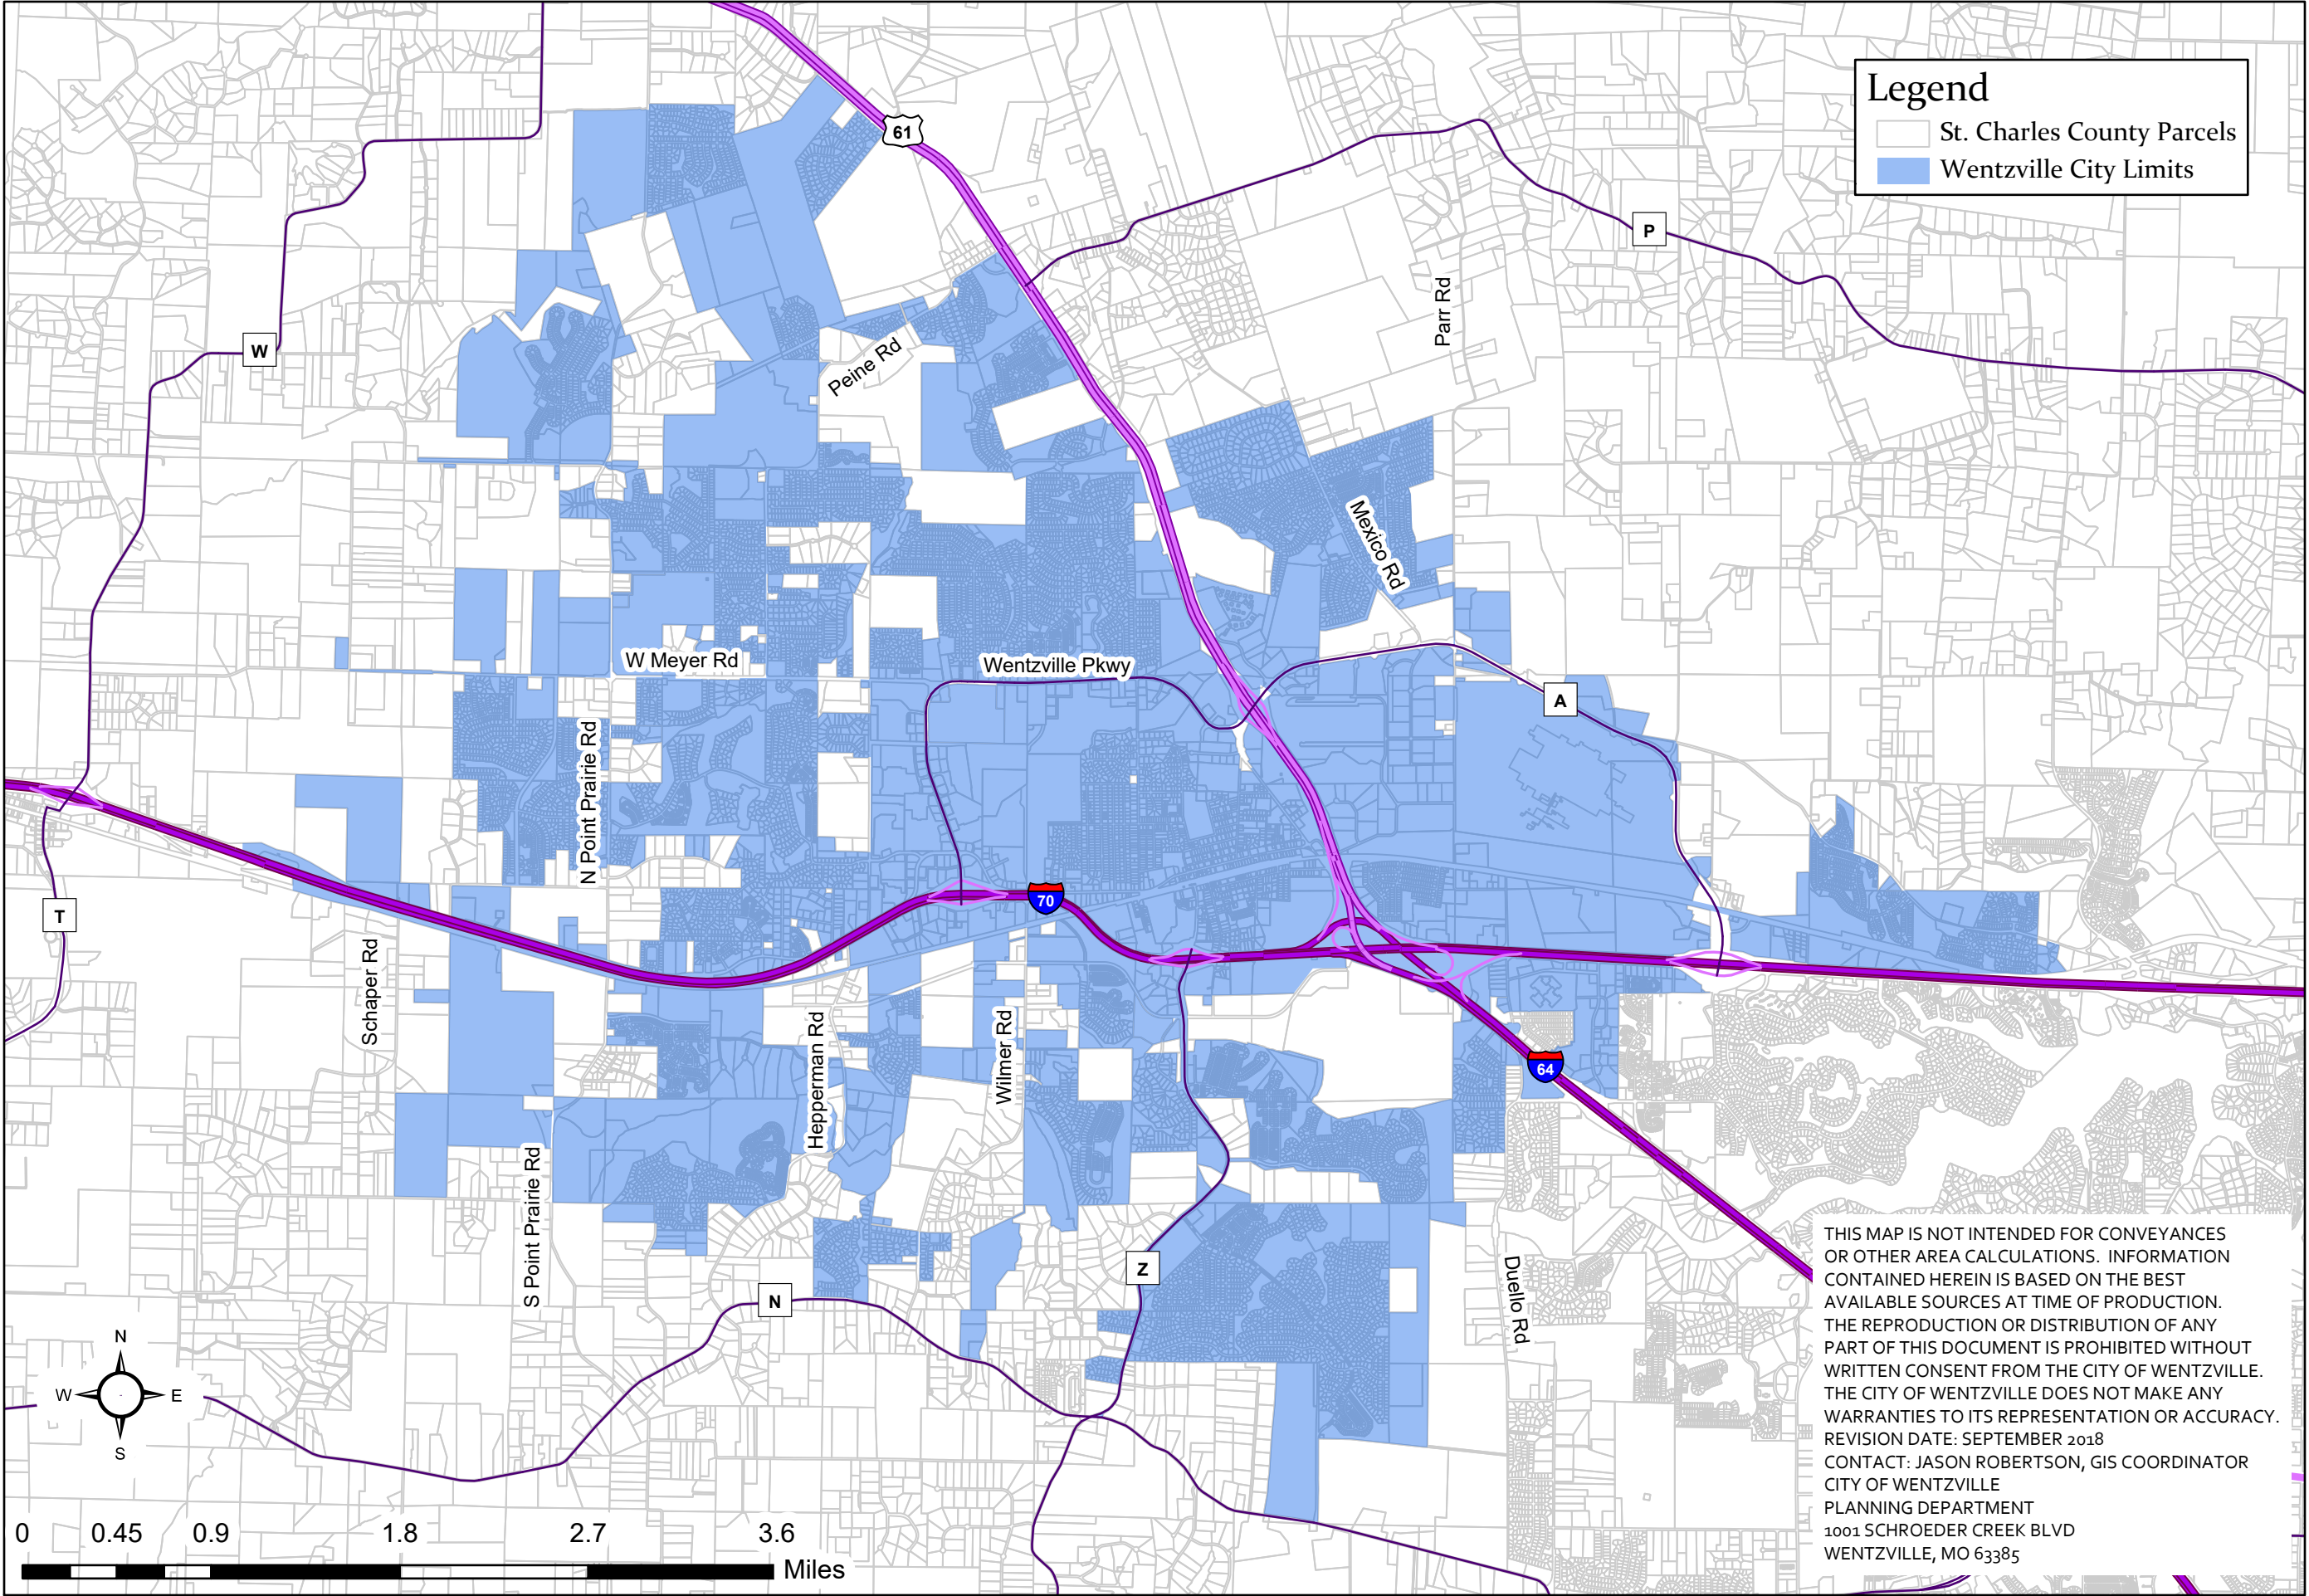 Legend
St. Charles County Parcels
Wentzville City Limits
61
P
Parr Rd
W
Peine Rd
Mexico Rd
W Meyer Rd
Wentzville Pkwy
A
N Point Prairie Rd
70
T
Schaper Rd
Hepperman Rd
Wilmer Rd
64
S Point Prairie Rd
Z
N
Duello Rd
THIS MAP IS NOT INTENDED FOR CONVEYANCES
OR OTHER AREA CALCULATIONS. INFORMATION
CONTAINED HEREIN IS BASED ON THE BEST
AVAILABLE SOURCES AT TIME OF PRODUCTION.
THE REPRODUCTION OR DISTRIBUTION OF ANY
PART OF THIS DOCUMENT IS PROHIBITED WITHOUT
WRITTEN CONSENT FROM THE CITY OF WENTZVILLE.
THE CITY OF WENTZVILLE DOES NOT MAKE ANY
WARRANTIES TO ITS REPRESENTATION OR ACCURACY.
REVISION DATE: SEPTEMBER 2018
CONTACT: JASON ROBERTSON, GIS COORDINATOR
CITY OF WENTZVILLE
PLANNING DEPARTMENT
1001 SCHROEDER CREEK BLVD
WENTZVILLE, MO 63385
N
W E
S
0 0.45 0.9 1.8 2.7 3.6
Miles